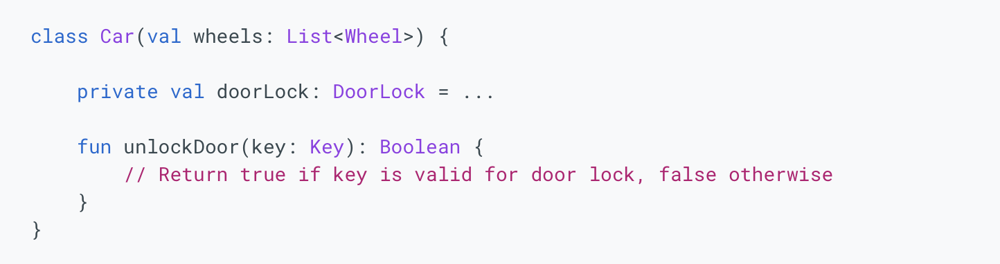 class Car(val wheels: List<Wheel>) {
    private val doorLock: DoorLock = ...
    fun unlockDoor(key: Key): Boolean {
        // Return true if key is valid for door lock, false otherwise
    }
}